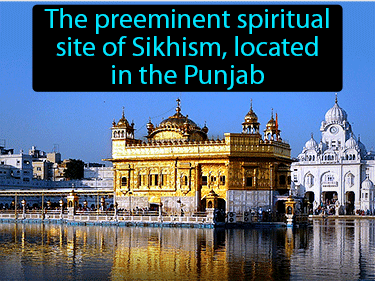 The preeminent spiritual
site of Sikhism, located
in the Punjab